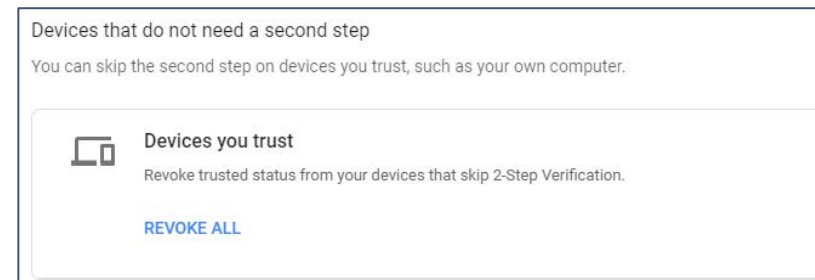 Devices that do not need a second step
You can skip the second step on devices you trust, such as your own computer.
Devices you trust
Revoke trusted status from your devices that skip 2-Step Verification.
REVOKE ALL